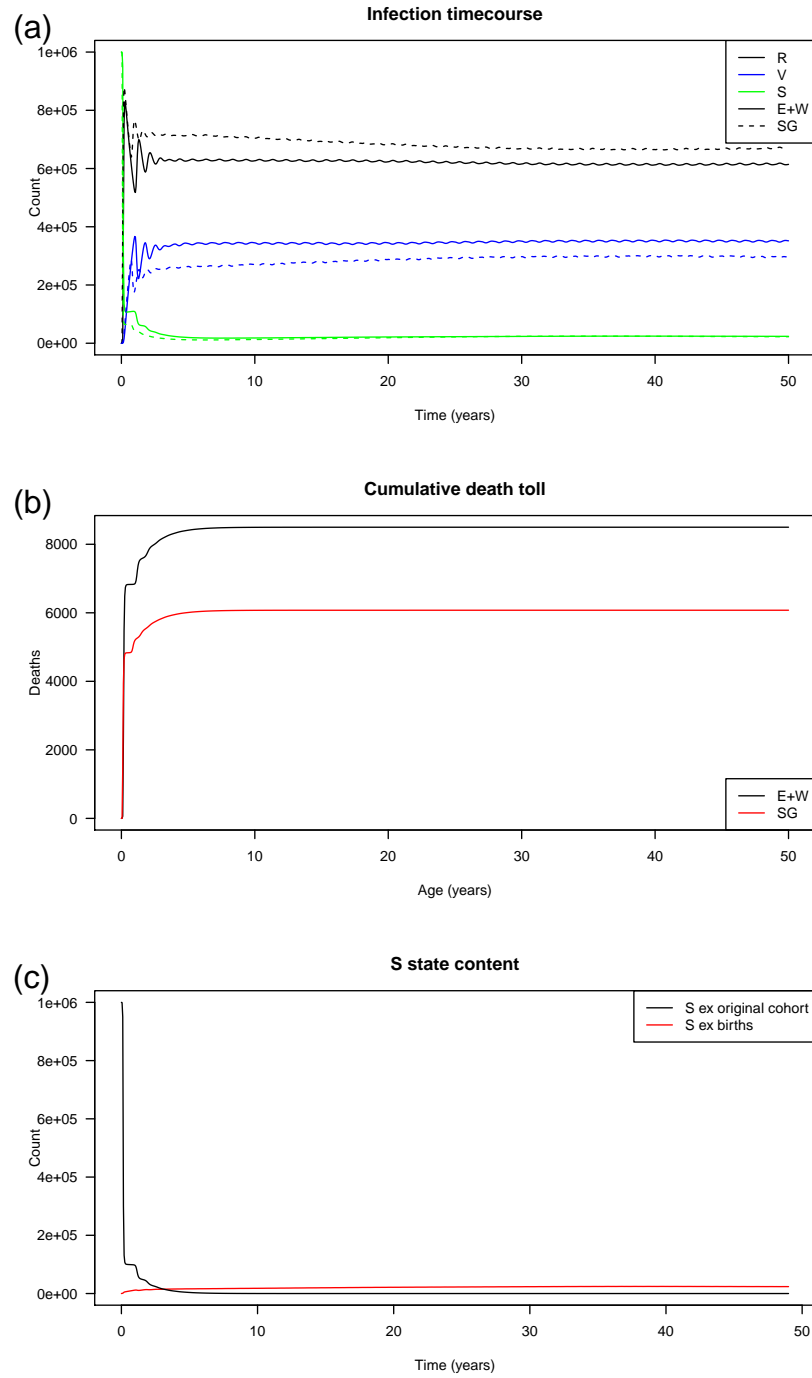 (a)
Infection timecourse
1e+06
8e+05
6e+05
4e+05
2e+05
0e+00
Count
R
V
S
E+W
SG
0 10 20 30 40 50
Time (years)
(b)
Cumulative death toll
8000
6000
4000
2000
0
Deaths
E+W
SG
0 10 20 30 40 50
Age (years)
(c)
S state content
1e+06
8e+05
6e+05
4e+05
2e+05
0e+00
Count
S ex original cohort
S ex births
0 10 20 30 40 50
Time (years)